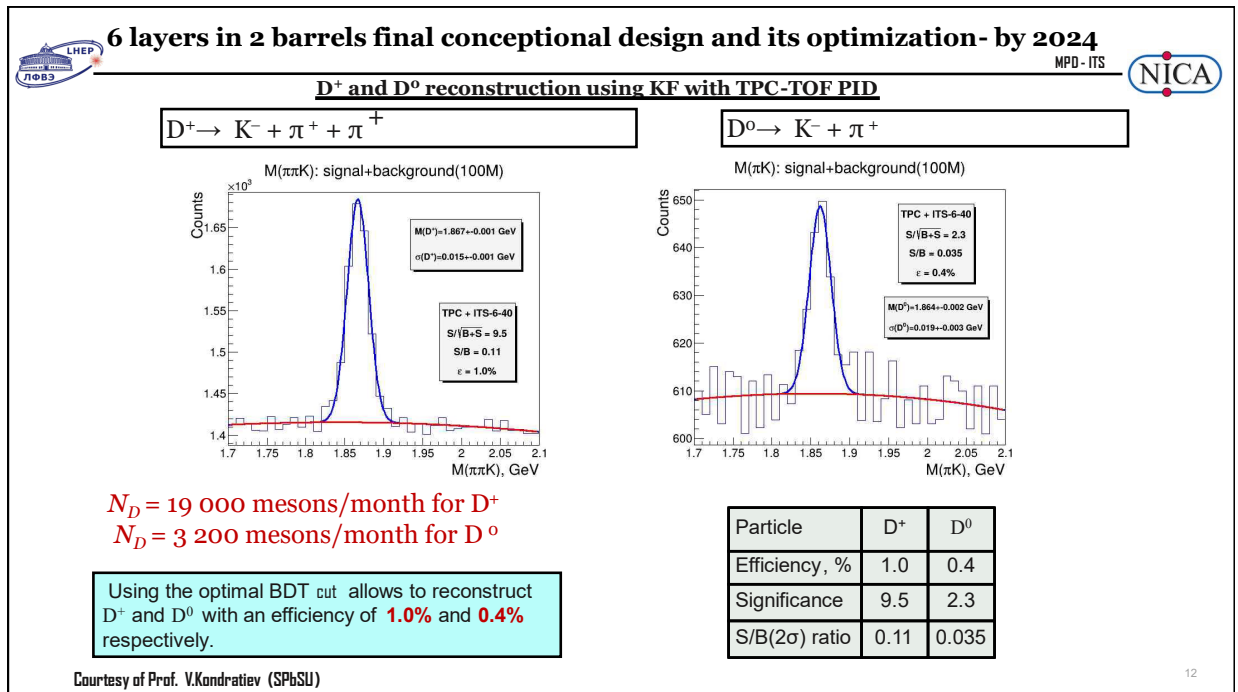 6 layers in 2 barrels final conceptual design and its optimization- by 2024
LHEP
ЛФВЭ
MPD - ITS
NICA
D⁺ and D⁰ reconstruction using KF with TPC-TOF PID
D⁺→ K⁻ + π⁺ + π⁺
D⁰→ K⁻ + π⁺
M(ππK): signal+background(100M)
×10³
Counts
1.65
1.6
1.55
1.5
1.45
1.4
1.7 1.75 1.8 1.85 1.9 1.95 2 2.05 2.1
M(ππK), GeV
M(D⁺)=1.867+-0.001 GeV
σ(D⁺)=0.015+-0.001 GeV
TPC + ITS-6-40
S/√B+S = 9.5
S/B = 0.11
ε = 1.0%
M(πK): signal+background(100M)
Counts
650
640
630
620
610
600
1.7 1.75 1.8 1.85 1.9 1.95 2 2.05 2.1
M(πK), GeV
TPC + ITS-6-40
S/√B+S = 2.3
S/B = 0.035
ε = 0.4%
M(D⁰)=1.864+-0.002 GeV
σ(D⁰)=0.019+-0.003 GeV
N_D = 19 000 mesons/month for D⁺
N_D = 3 200 mesons/month for D⁰
Using the optimal BDT cut allows to reconstruct
D⁺ and D⁰ with an efficiency of 1.0% and 0.4%
respectively.
Particle D⁺ D⁰
Efficiency, % 1.0 0.4
Significance 9.5 2.3
S/B(2σ) ratio 0.11 0.035
Courtesy of Prof. V.Kondratiev (SPbSU)
12